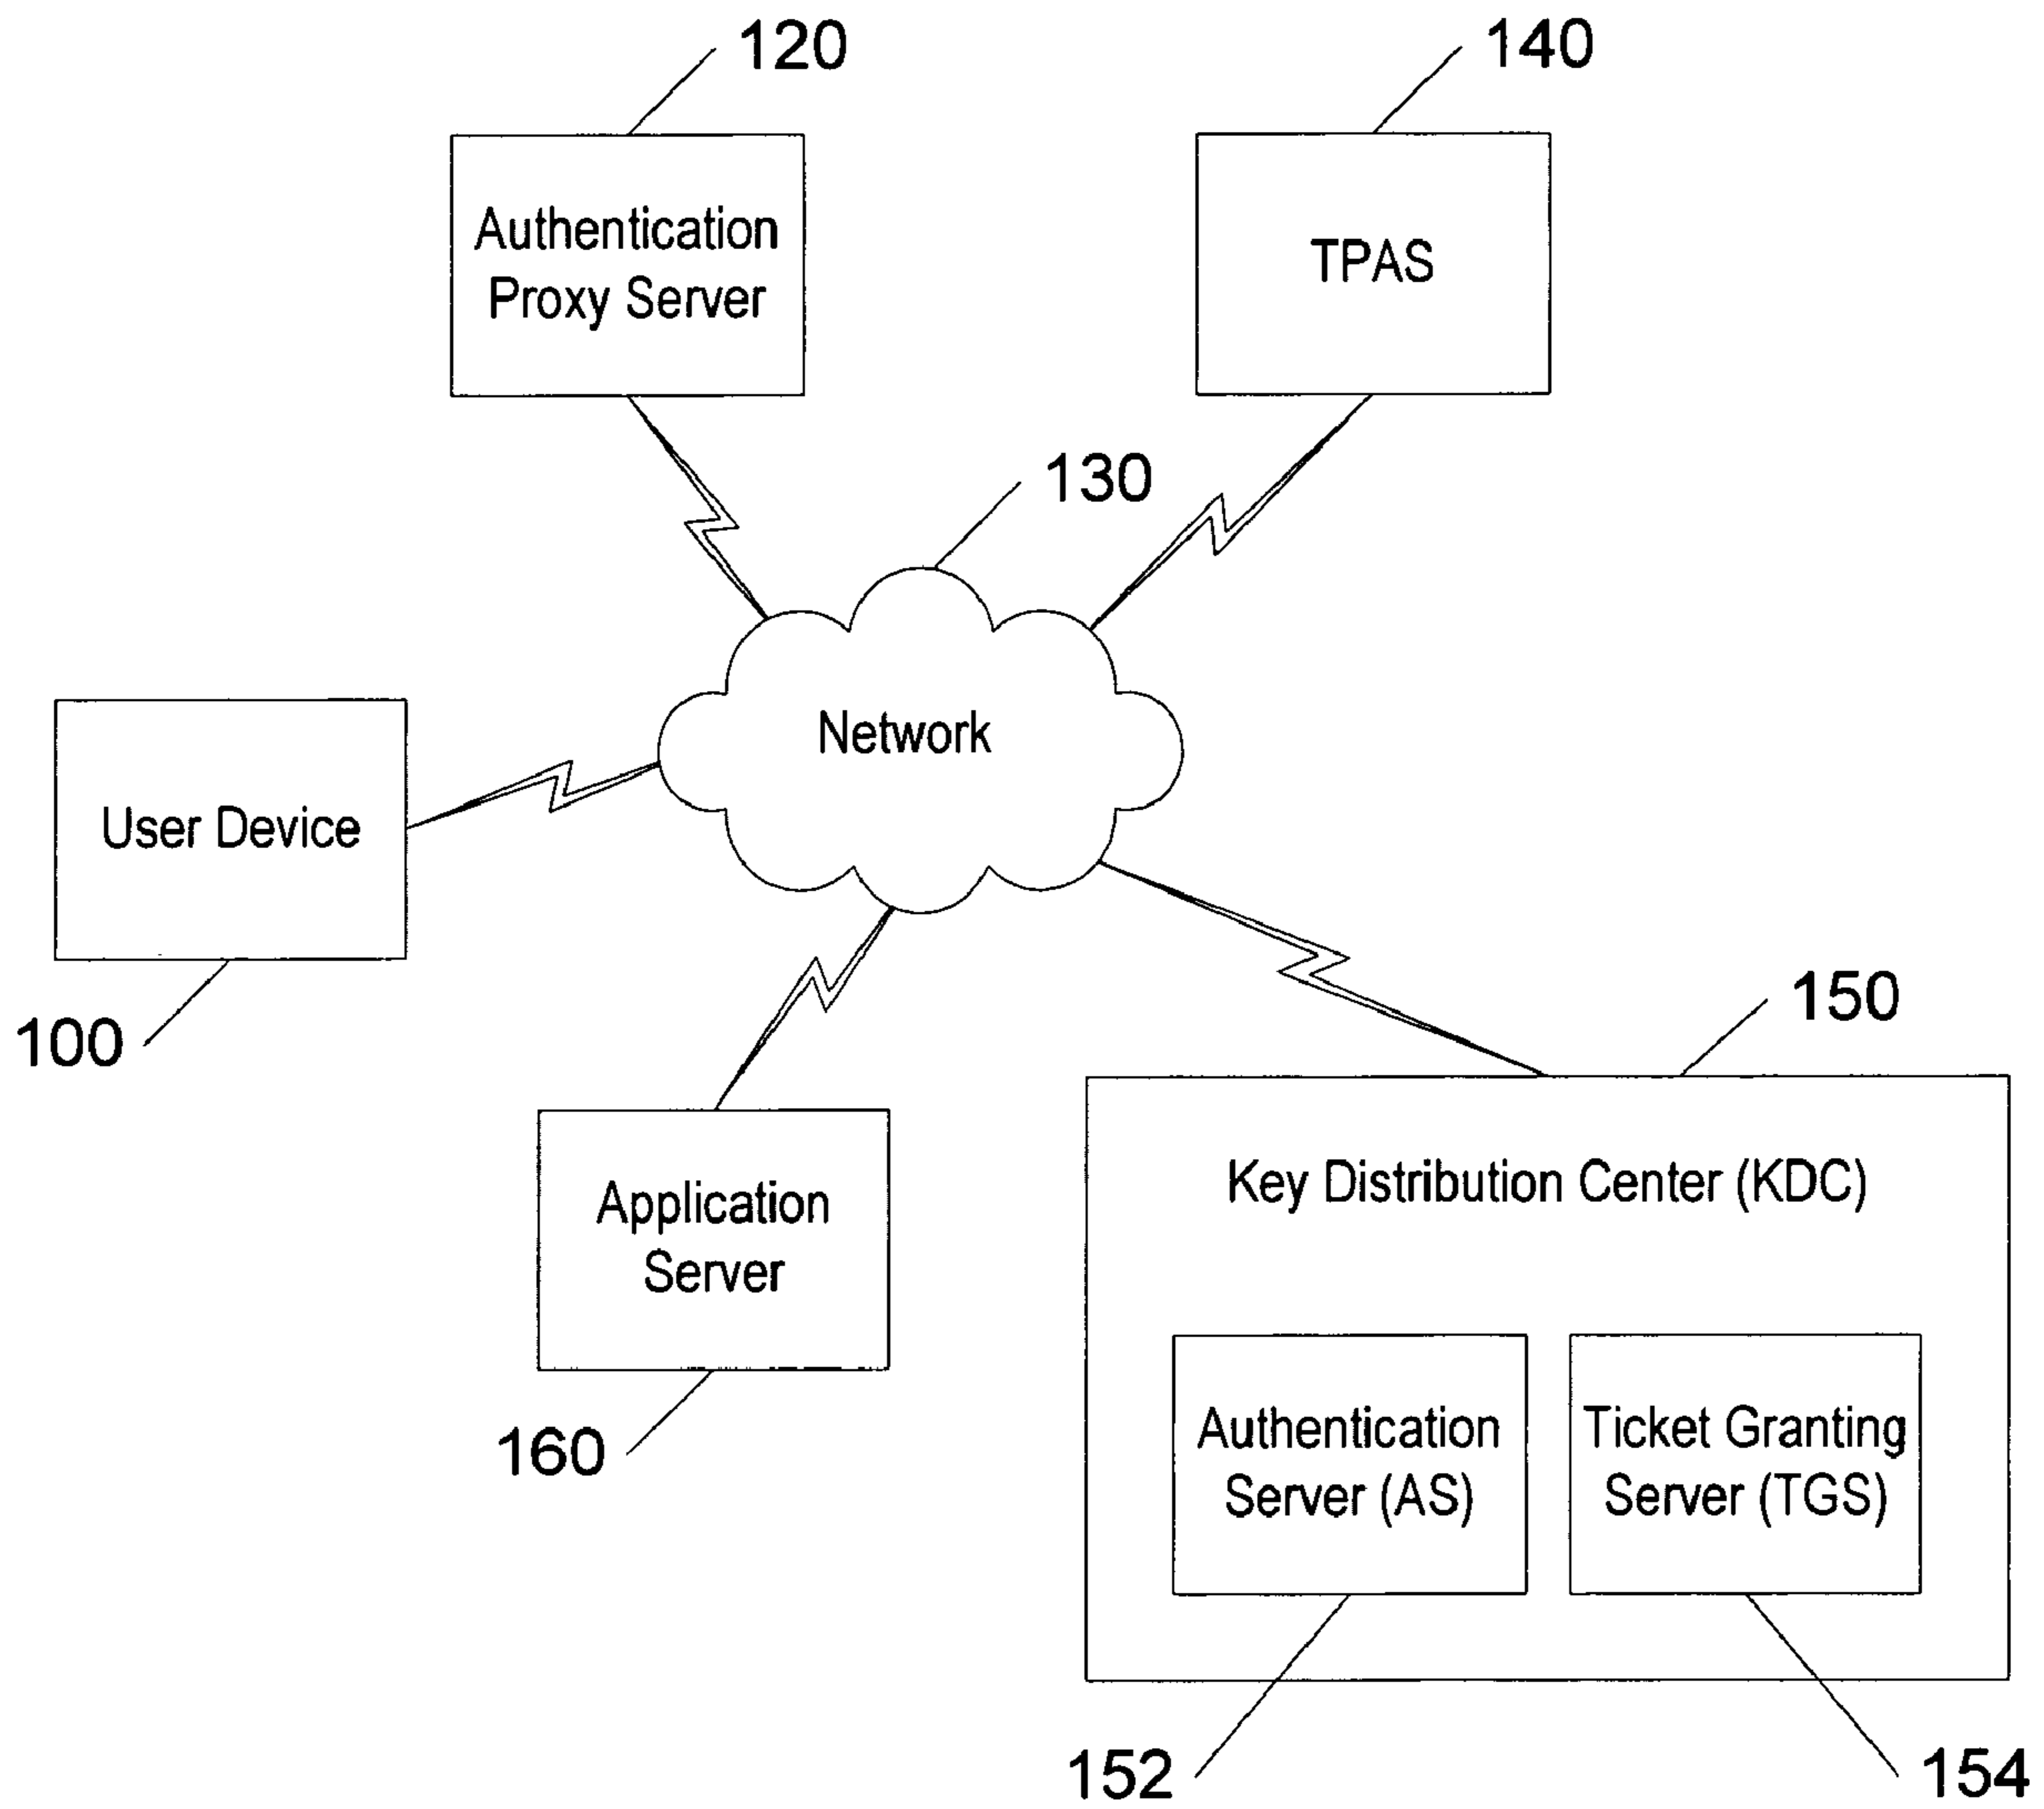 120
140
Authentication
Proxy Server
TPAS
130
Network
User Device
100
150
Key Distribution Center (KDC)
Application
Server
160
Authentication
Server (AS)
Ticket Granting
Server (TGS)
152
154